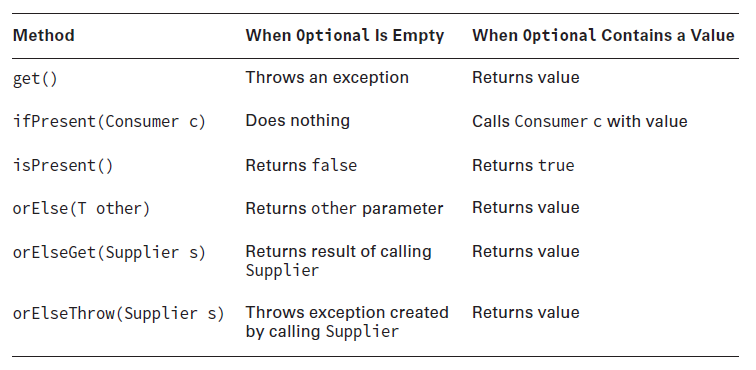 Method When Optional Is Empty When Optional Contains a Value
get() Throws an exception Returns value
ifPresent(Consumer c) Does nothing Calls Consumer c with value
isPresent() Returns false Returns true
orElse(T other) Returns other parameter Returns value
orElseGet(Supplier s) Returns result of calling Returns value
Supplier
orElseThrow(Supplier s) Throws exception created Returns value
by calling Supplier